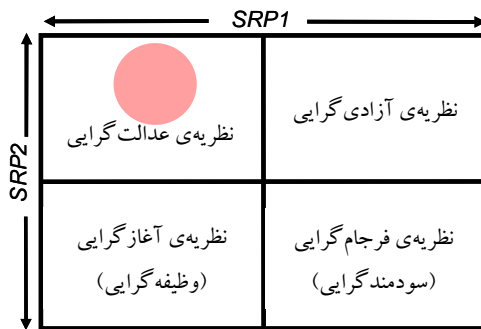 SRP1
SRP2
نظریه‌ی آزادی‌گرایی
نظریه‌ی عدالت‌گرایی
نظریه‌ی فرجام‌گرایی
(سودمندگرایی)
نظریه‌ی آغازگرایی
(وظیفه‌گرایی)